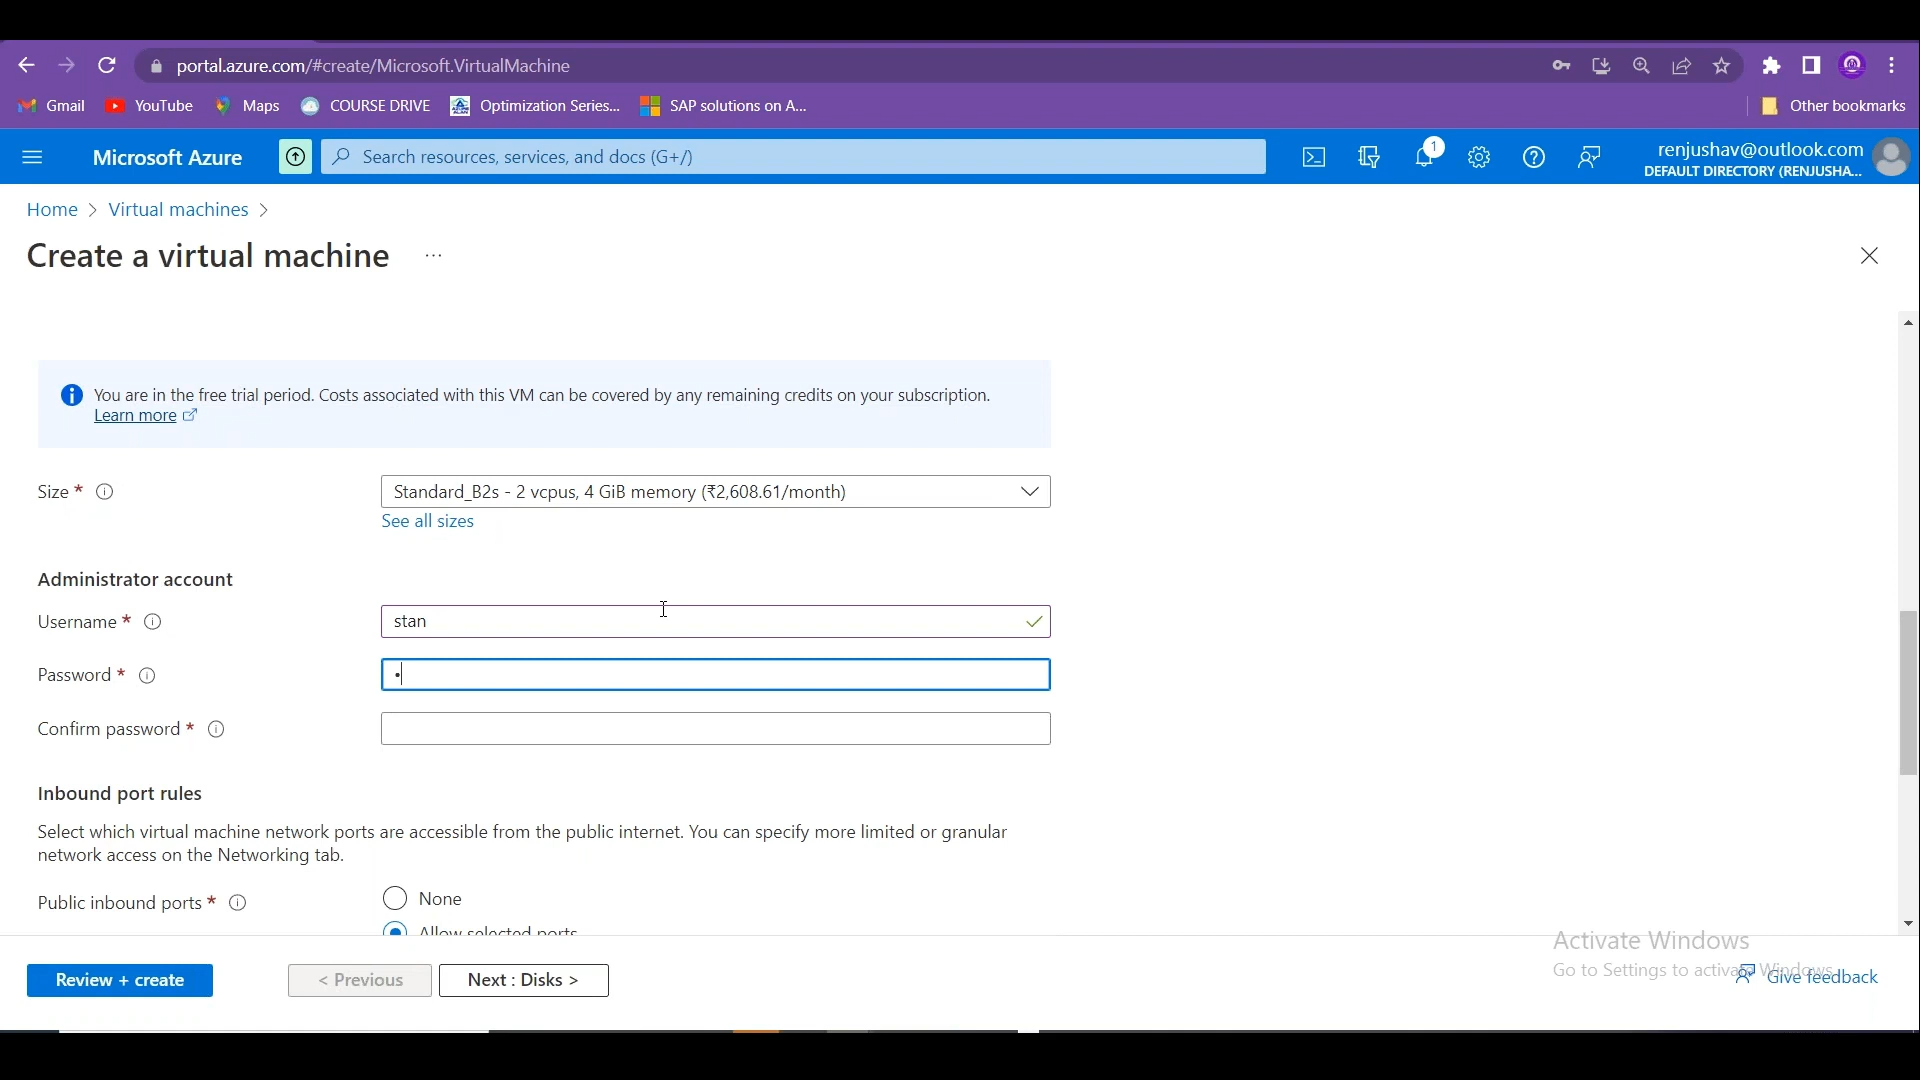 portal.azure.com/#create/Microsoft.VirtualMachine
Gmail YouTube Maps COURSE DRIVE Optimization Series... SAP solutions on A... Other bookmarks
Microsoft Azure Search resources, services, and docs (G+/) 1 renjushav@outlook.com
DEFAULT DIRECTORY (RENJUSHA...
Home > Virtual machines >
Create a virtual machine ...
You are in the free trial period. Costs associated with this VM can be covered by any remaining credits on your subscription.
Learn more
Size *
Standard_B2s - 2 vcpus, 4 GiB memory (₹2,608.61/month)
See all sizes
Administrator account
Username * stan
Password * •
Confirm password *
Inbound port rules
Select which virtual machine network ports are accessible from the public internet. You can specify more limited or granular
network access on the Networking tab.
Public inbound ports * None
Allow selected ports
Activate Windows
Go to Settings to activate Windows.
Review + create < Previous Next : Disks > Give feedback